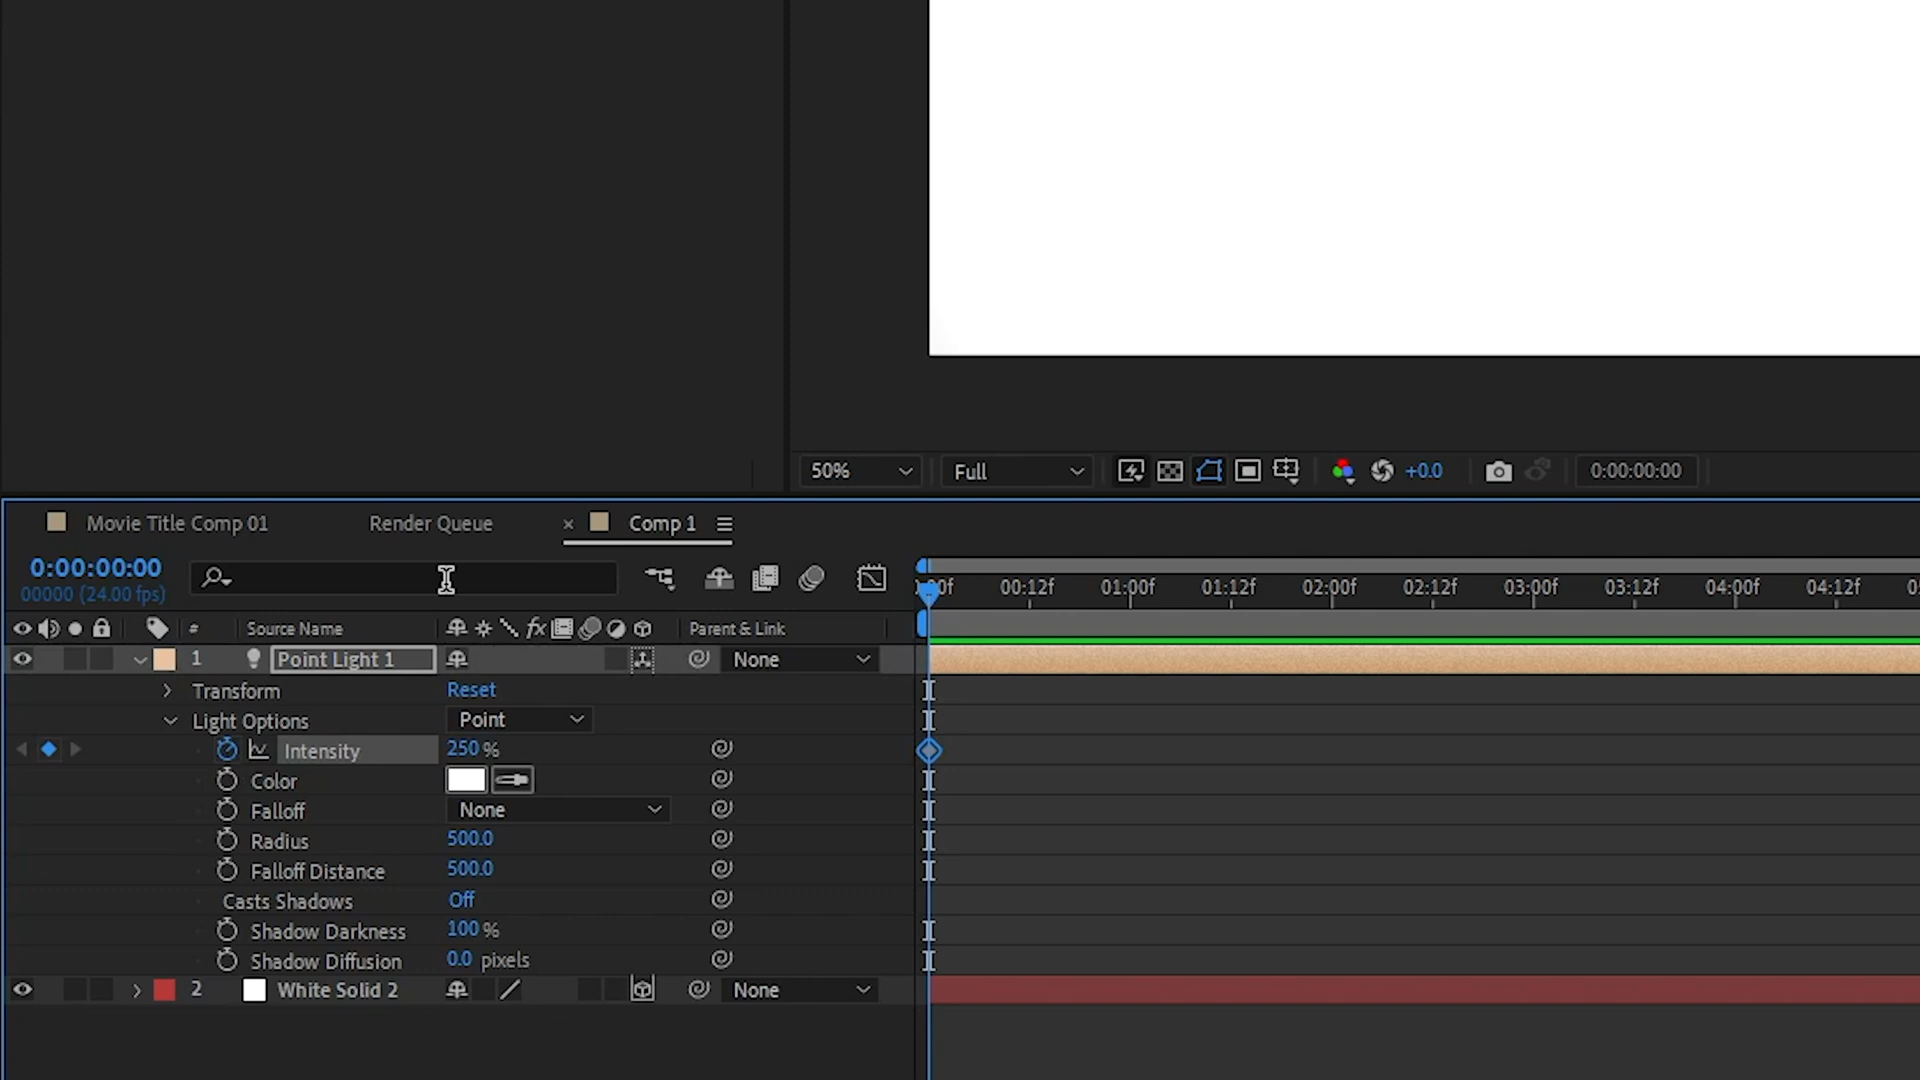 50% Full +0.0 0:00:00:00
Movie Title Comp 01 Render Queue × Comp 1
0:00:00:00
00000 (24.00 fps)
00f 00:12f 01:00f 01:12f 02:00f 02:12f 03:00f 03:12f 04:00f 04:12f
# Source Name fx Parent & Link
1 Point Light 1 None
Transform Reset
Light Options Point
Intensity 250 %
Color
Falloff None
Radius 500.0
Falloff Distance 500.0
Casts Shadows Off
Shadow Darkness 100 %
Shadow Diffusion 0.0 pixels
2 White Solid 2 None